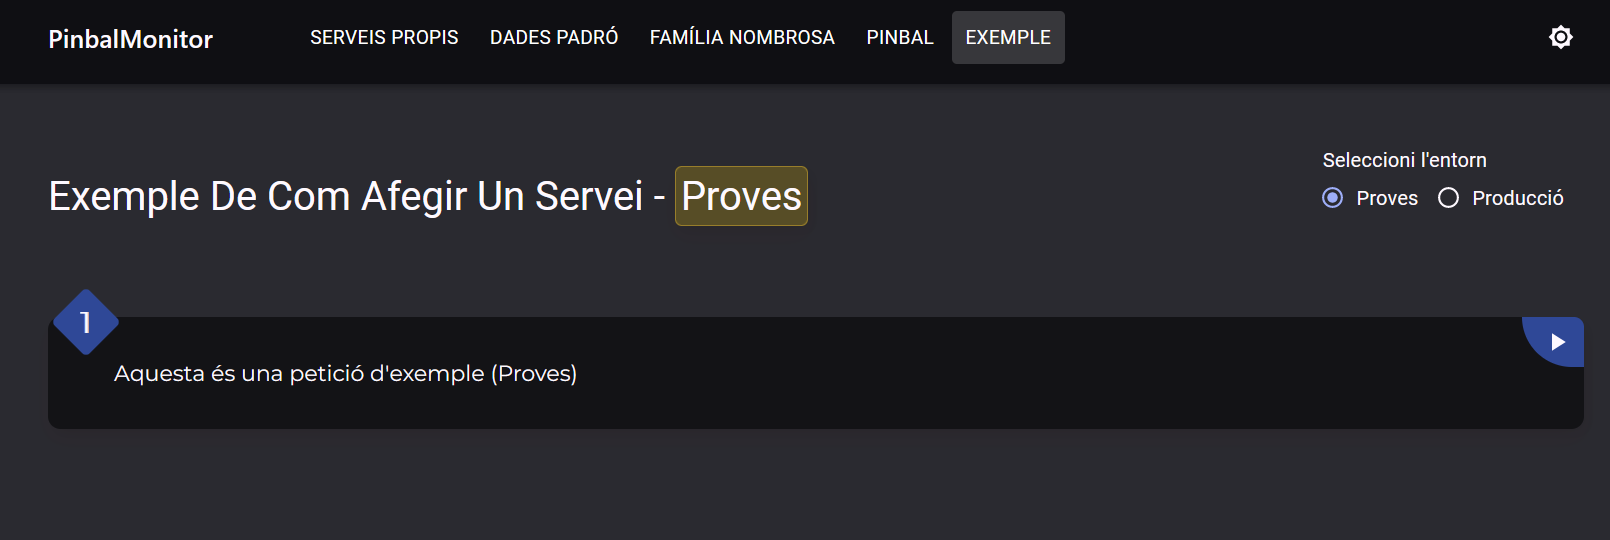 PinbalMonitor SERVEIS PROPIS DADES PADRÓ FAMÍLIA NOMBROSA PINBAL EXEMPLE
Seleccioni l'entorn
Exemple De Com Afegir Un Servei - Proves
Proves Producció
1
Aquesta és una petició d'exemple (Proves)